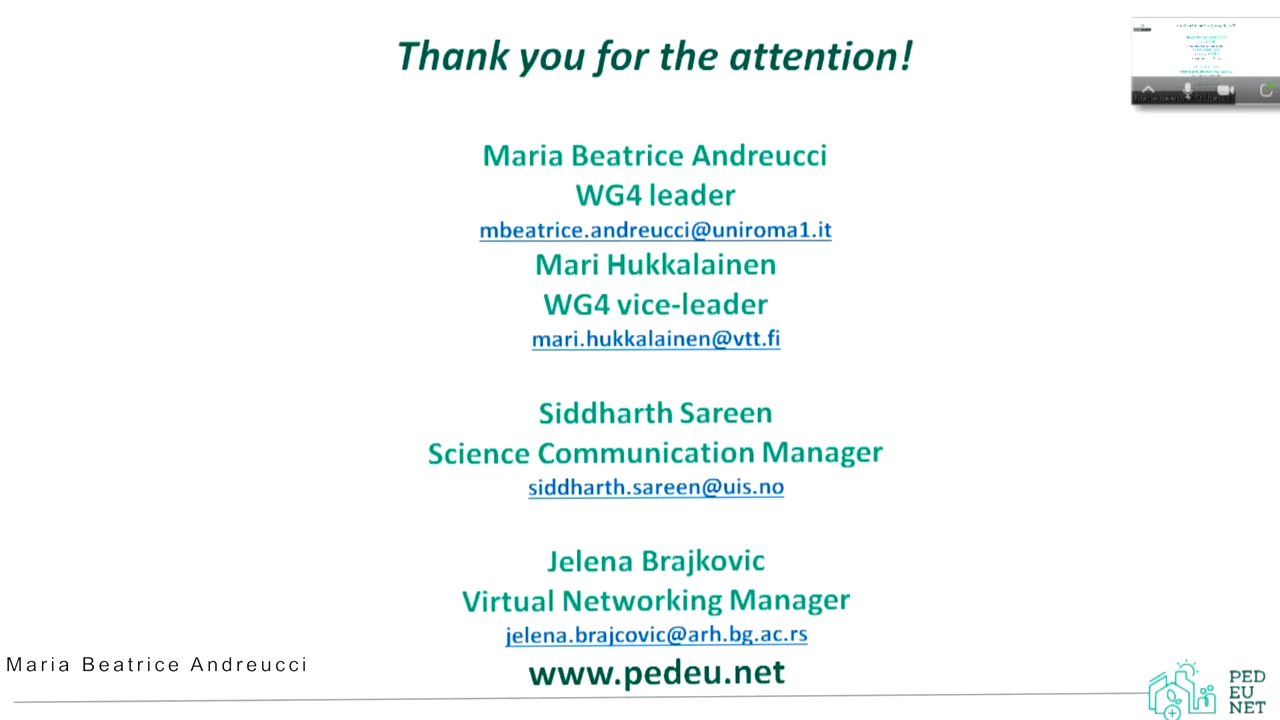 Thank you for the attention!
Maria Beatrice Andreucci
WG4 leader
mbeatrice.andreucci@uniroma1.it
Mari Hukkalainen
WG4 vice-leader
mari.hukkalainen@vtt.fi
Siddharth Sareen
Science Communication Manager
siddharth.sareen@uis.no
Jelena Brajkovic
Virtual Networking Manager
jelena.brajcovic@arh.bg.ac.rs
www.pedeu.net
Maria Beatrice Andreucci
PED
EU
NET